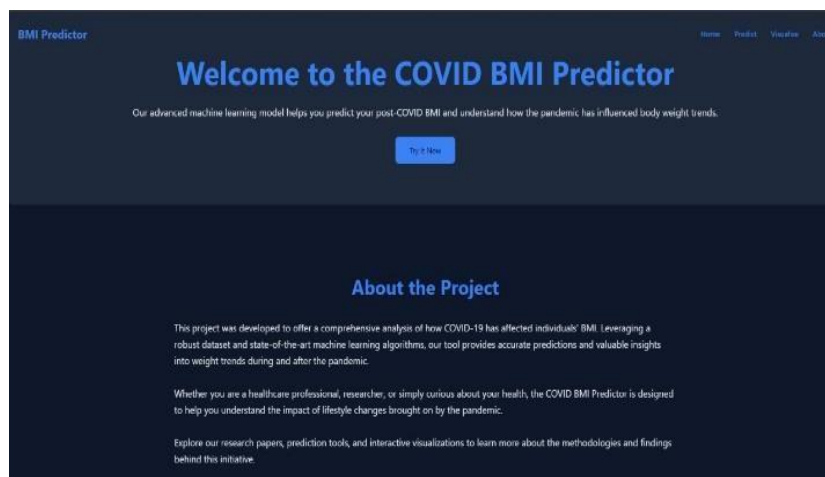 BMI Predictor
Home Predict Visualise Abo
Welcome to the COVID BMI Predictor
Our advanced machine learning model helps you predict your post-COVID BMI and understand how the pandemic has influenced body weight trends.
Try It Now
About the Project
This project was developed to offer a comprehensive analysis of how COVID-19 has affected individuals' BMI. Leveraging a
robust dataset and state-of-the-art machine learning algorithms, our tool provides accurate predictions and valuable insights
into weight trends during and after the pandemic.
Whether you are a healthcare professional, researcher, or simply curious about your health, the COVID BMI Predictor is designed
to help you understand the impact of lifestyle changes brought on by the pandemic.
Explore our research papers, prediction tools, and interactive visualizations to learn more about the methodologies and findings
behind this initiative.